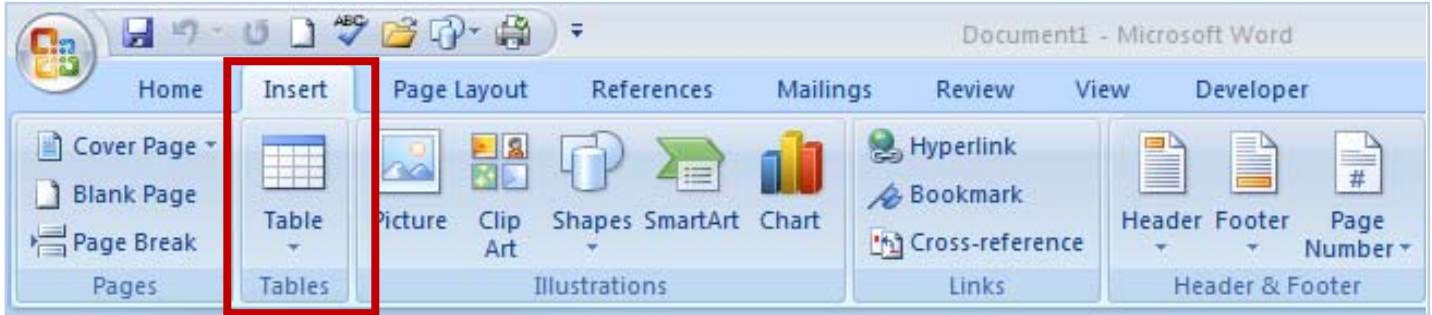 ABC
Document1 - Microsoft Word
Home Insert Page Layout References Mailings Review View Developer
Cover Page
Blank Page
Page Break
Pages
Table
Tables
Picture
Clip
Art
Shapes
SmartArt
Chart
Illustrations
Hyperlink
Bookmark
Cross-reference
Links
Header
Footer
#
Page
Number
Header & Footer